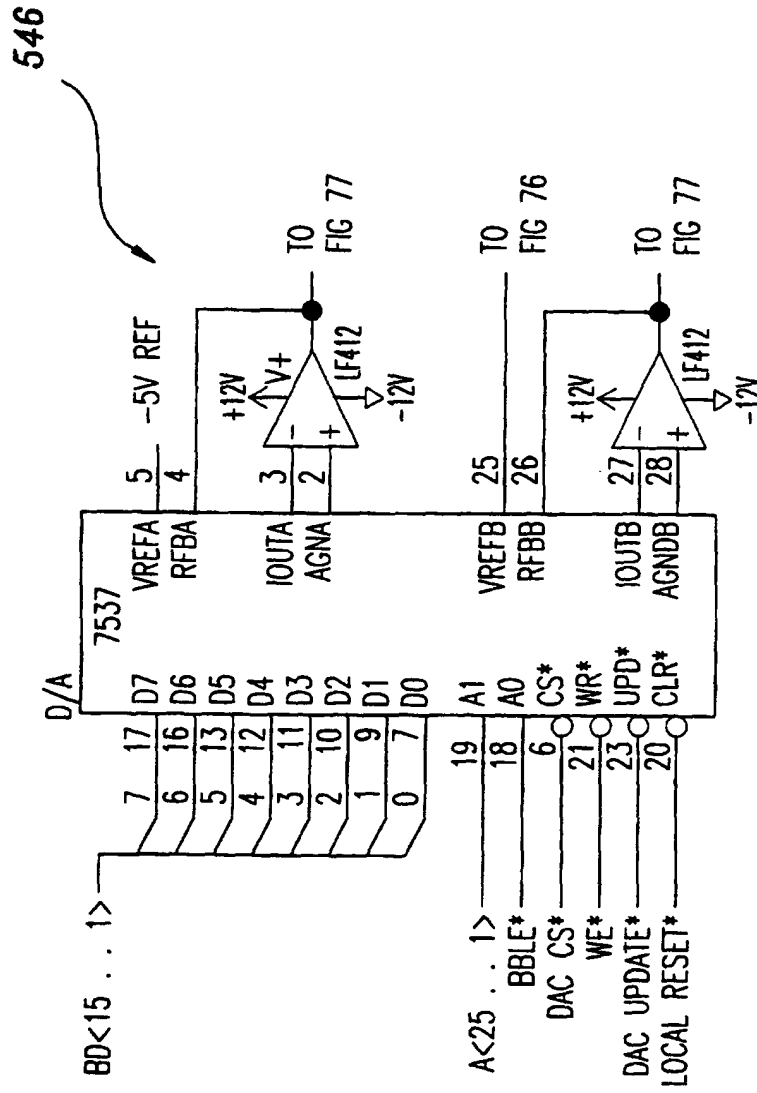 546
D/A
7537
BD<15 . . 1>
7 17 D7
6 16 D6
5 13 D5
4 12 D4
3 11 D3
2 10 D2
1 9 D1
0 7 D0
A<25 . . 1> 19 A1
BBLE* 18 A0
DAC CS* 6 CS*
WE* 21 WR*
DAC UPDATE* 23 UPD*
LOCAL RESET* 20 CLR*
VREFA 5 -5V REF
RFBA 4
IOUTA 3 -
AGNA 2 +
+12V
V+
LF412
-12V
TO
FIG 77
VREFB 25
TO
FIG 76
RFBB 26
IOUTB 27 -
AGNDB 28 +
+12V
LF412
-12V
TO
FIG 77